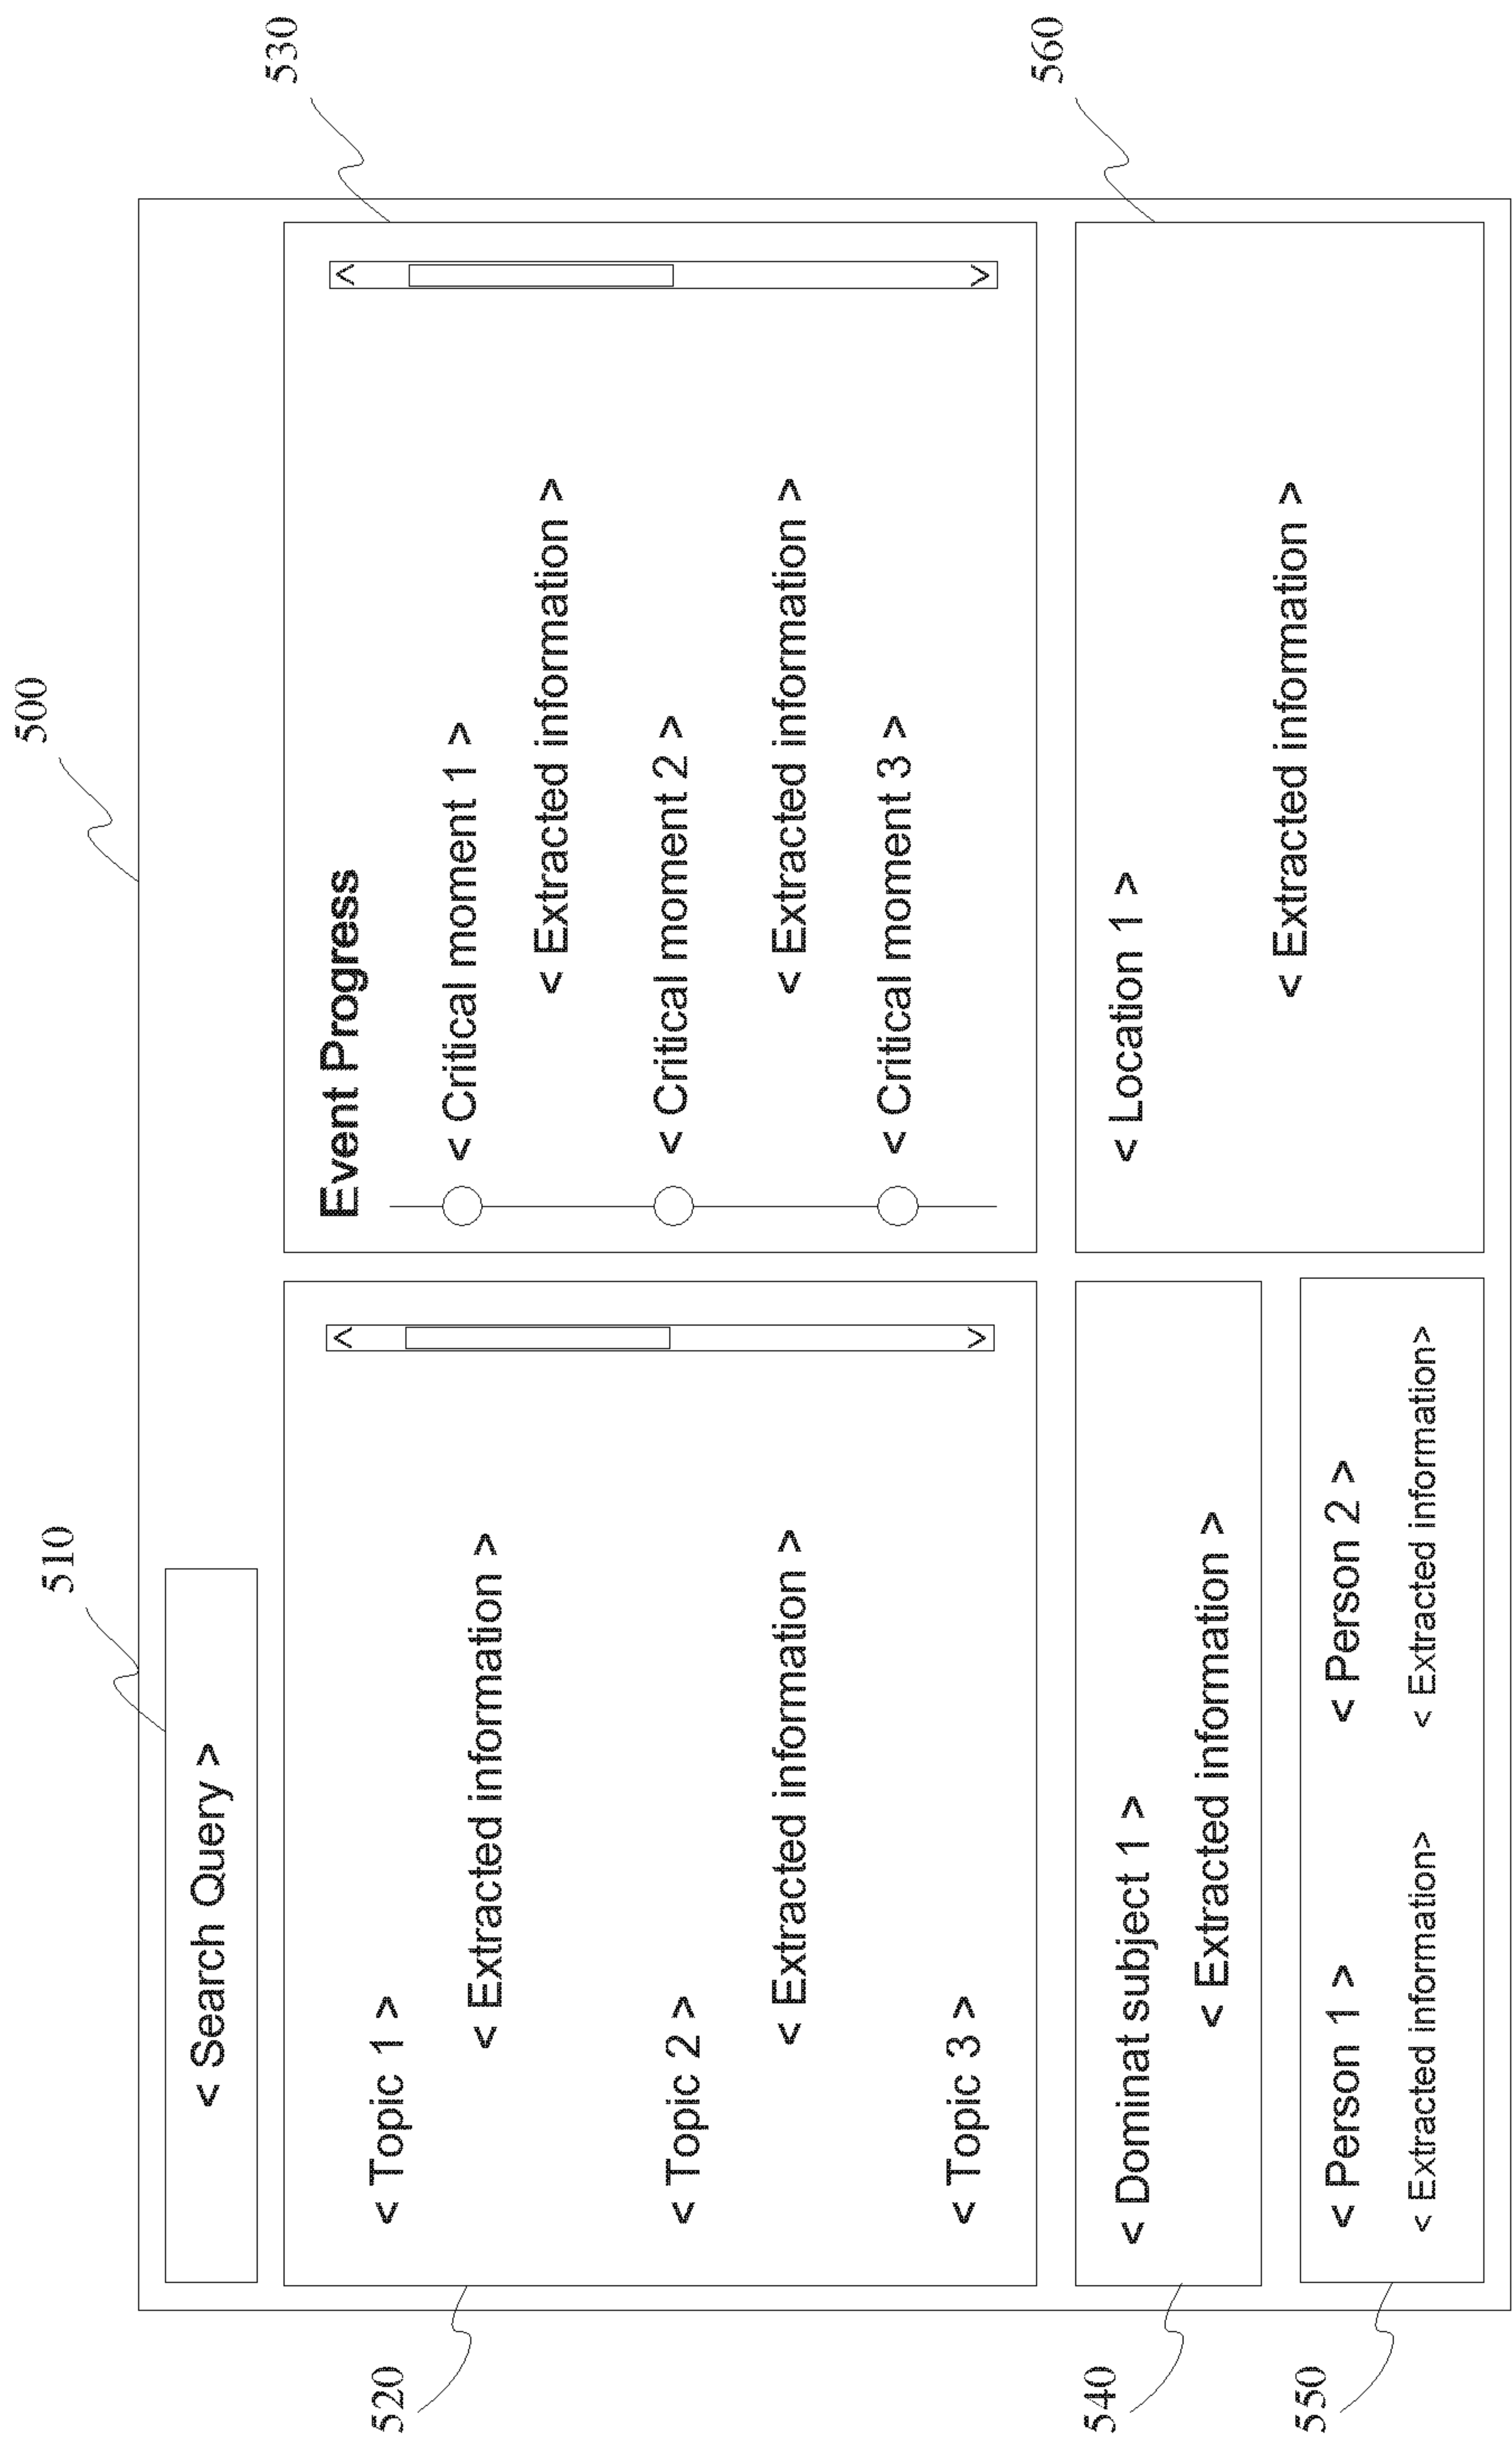 500
510
< Search Query >
520
< Topic 1 >
< Extracted information >
< Topic 2 >
< Extracted information >
< Topic 3 >
530
Event Progress
< Critical moment 1 >
< Extracted information >
< Critical moment 2 >
< Extracted information >
< Critical moment 3 >
540
< Dominat subject 1 >
< Extracted information >
550
< Person 1 > < Person 2 >
< Extracted information> < Extracted information>
560
< Location 1 >
< Extracted information >